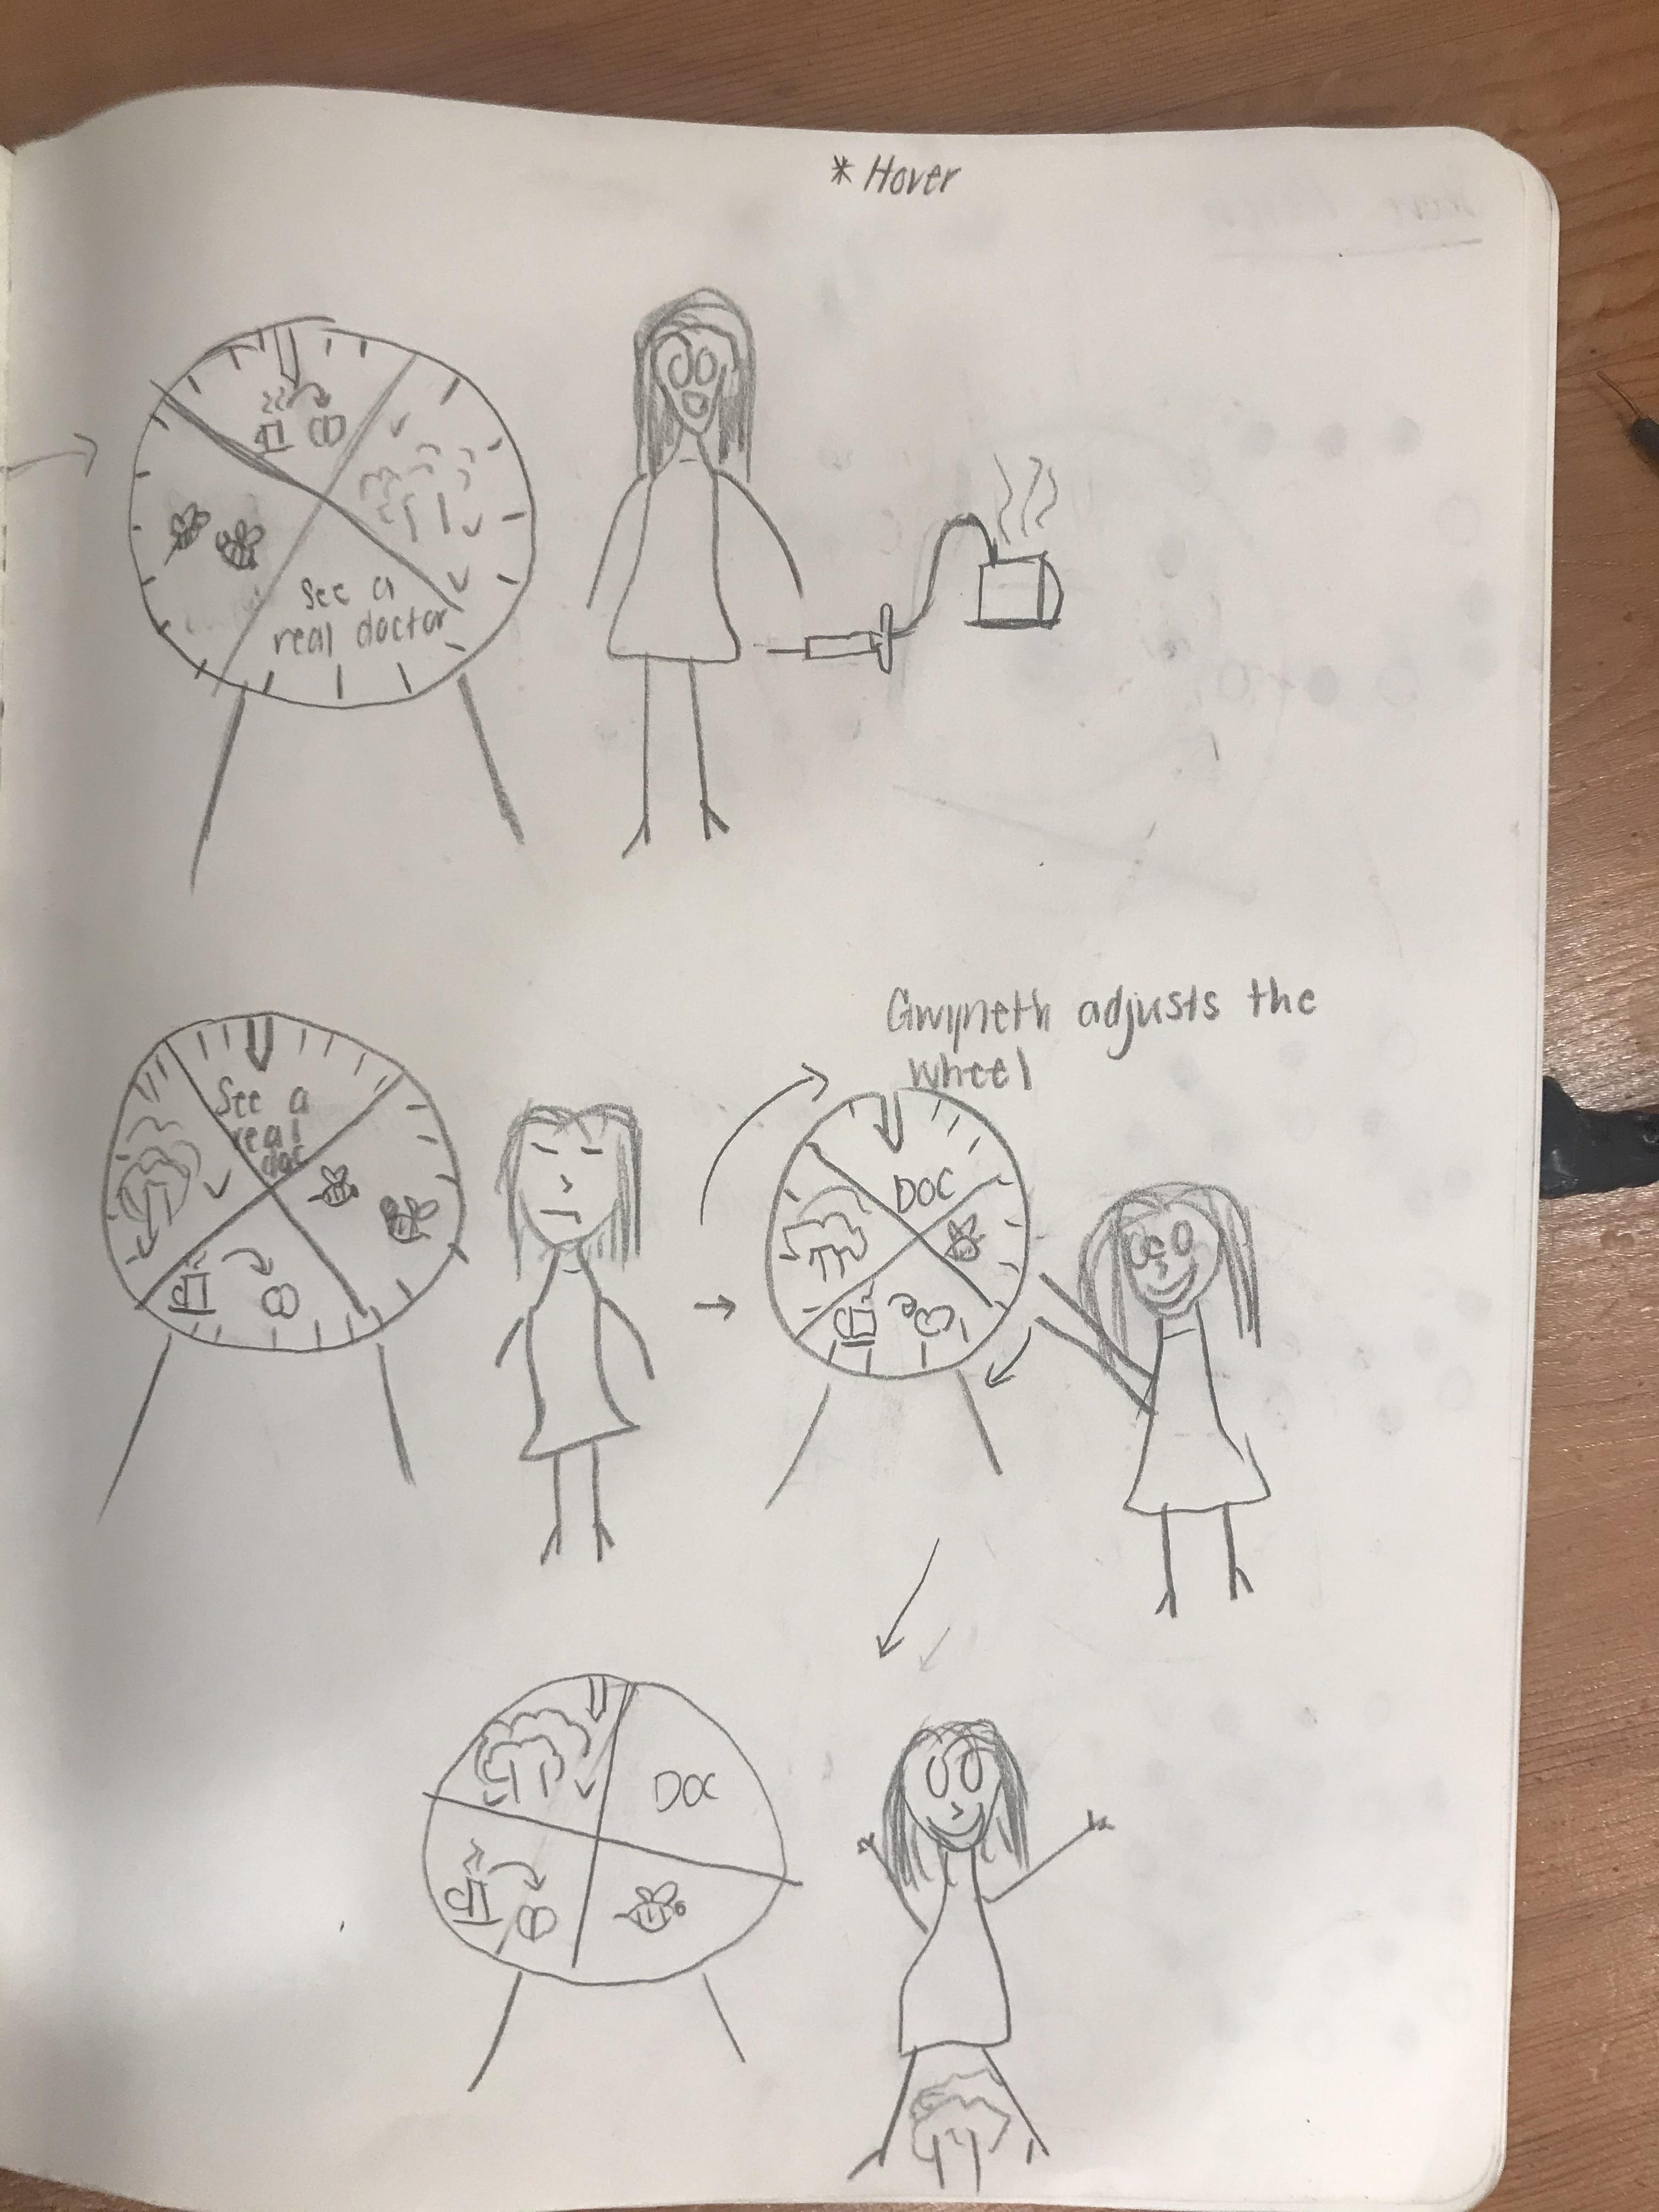 * Hover
See a
real doctor
Gwyneth adjusts the
wheel
See a
real
doc
DOC
DOC